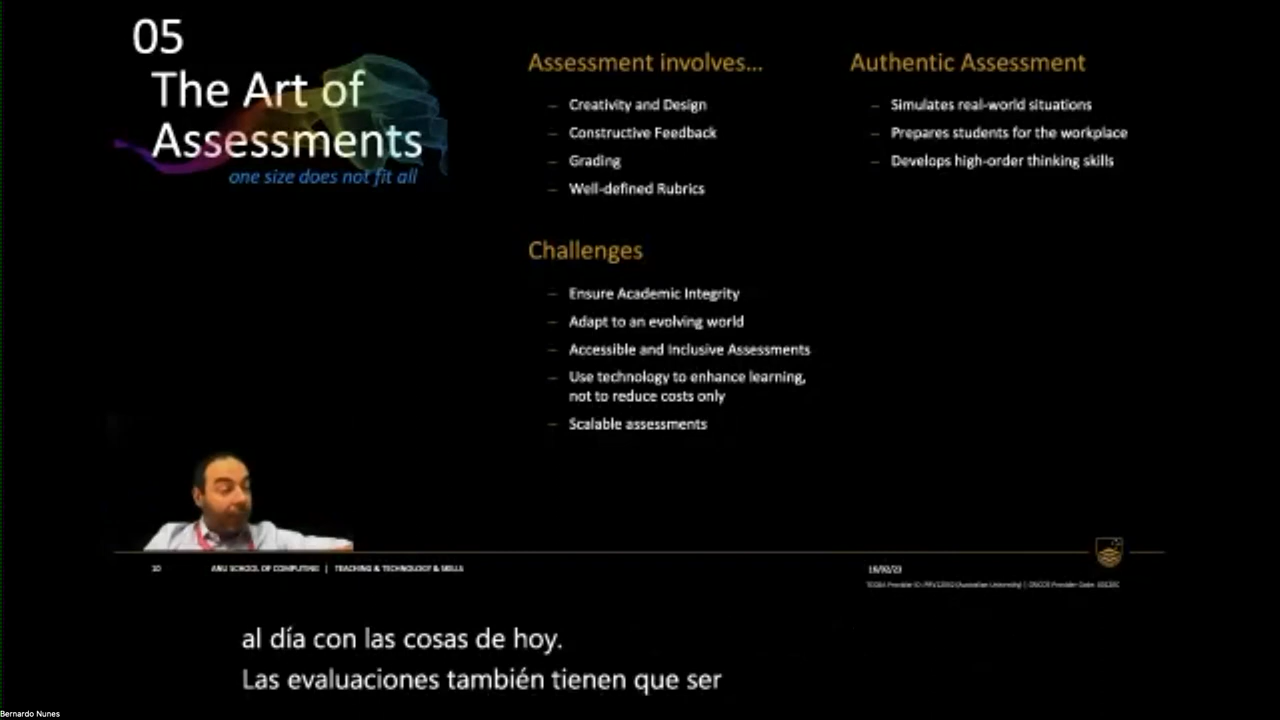 05
The Art of
Assessments
one size does not fit all
Assessment involves...
– Creativity and Design
– Constructive Feedback
– Grading
– Well-defined Rubrics
Challenges
– Ensure Academic Integrity
– Adapt to an evolving world
– Accessible and Inclusive Assessments
– Use technology to enhance learning,
not to reduce costs only
– Scalable assessments
Authentic Assessment
– Simulates real-world situations
– Prepares students for the workplace
– Develops high-order thinking skills
10 ANU SCHOOL OF COMPUTING | TEACHING & TECHNOLOGY & SKILLS
al día con las cosas de hoy.
Las evaluaciones también tienen que ser
Bernardo Nunes